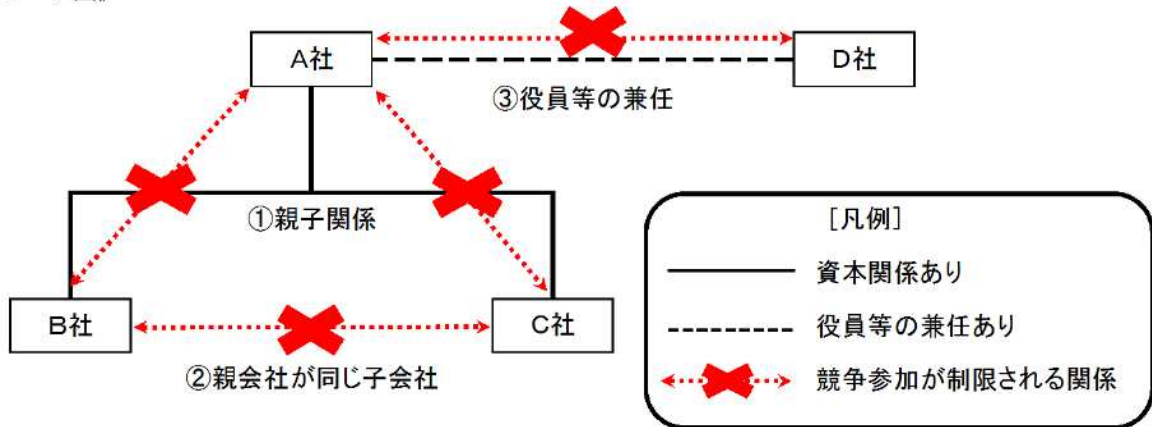 A社
D社
③役員等の兼任
①親子関係
B社
C社
②親会社が同じ子会社
[凡例]
資本関係あり
役員等の兼任あり
競争参加が制限される関係